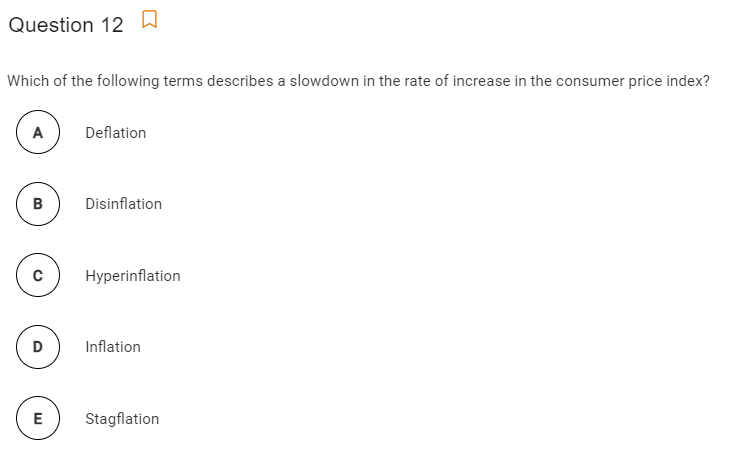 Question 12
Which of the following terms describes a slowdown in the rate of increase in the consumer price index?
A Deflation
B Disinflation
C Hyperinflation
D Inflation
E Stagflation